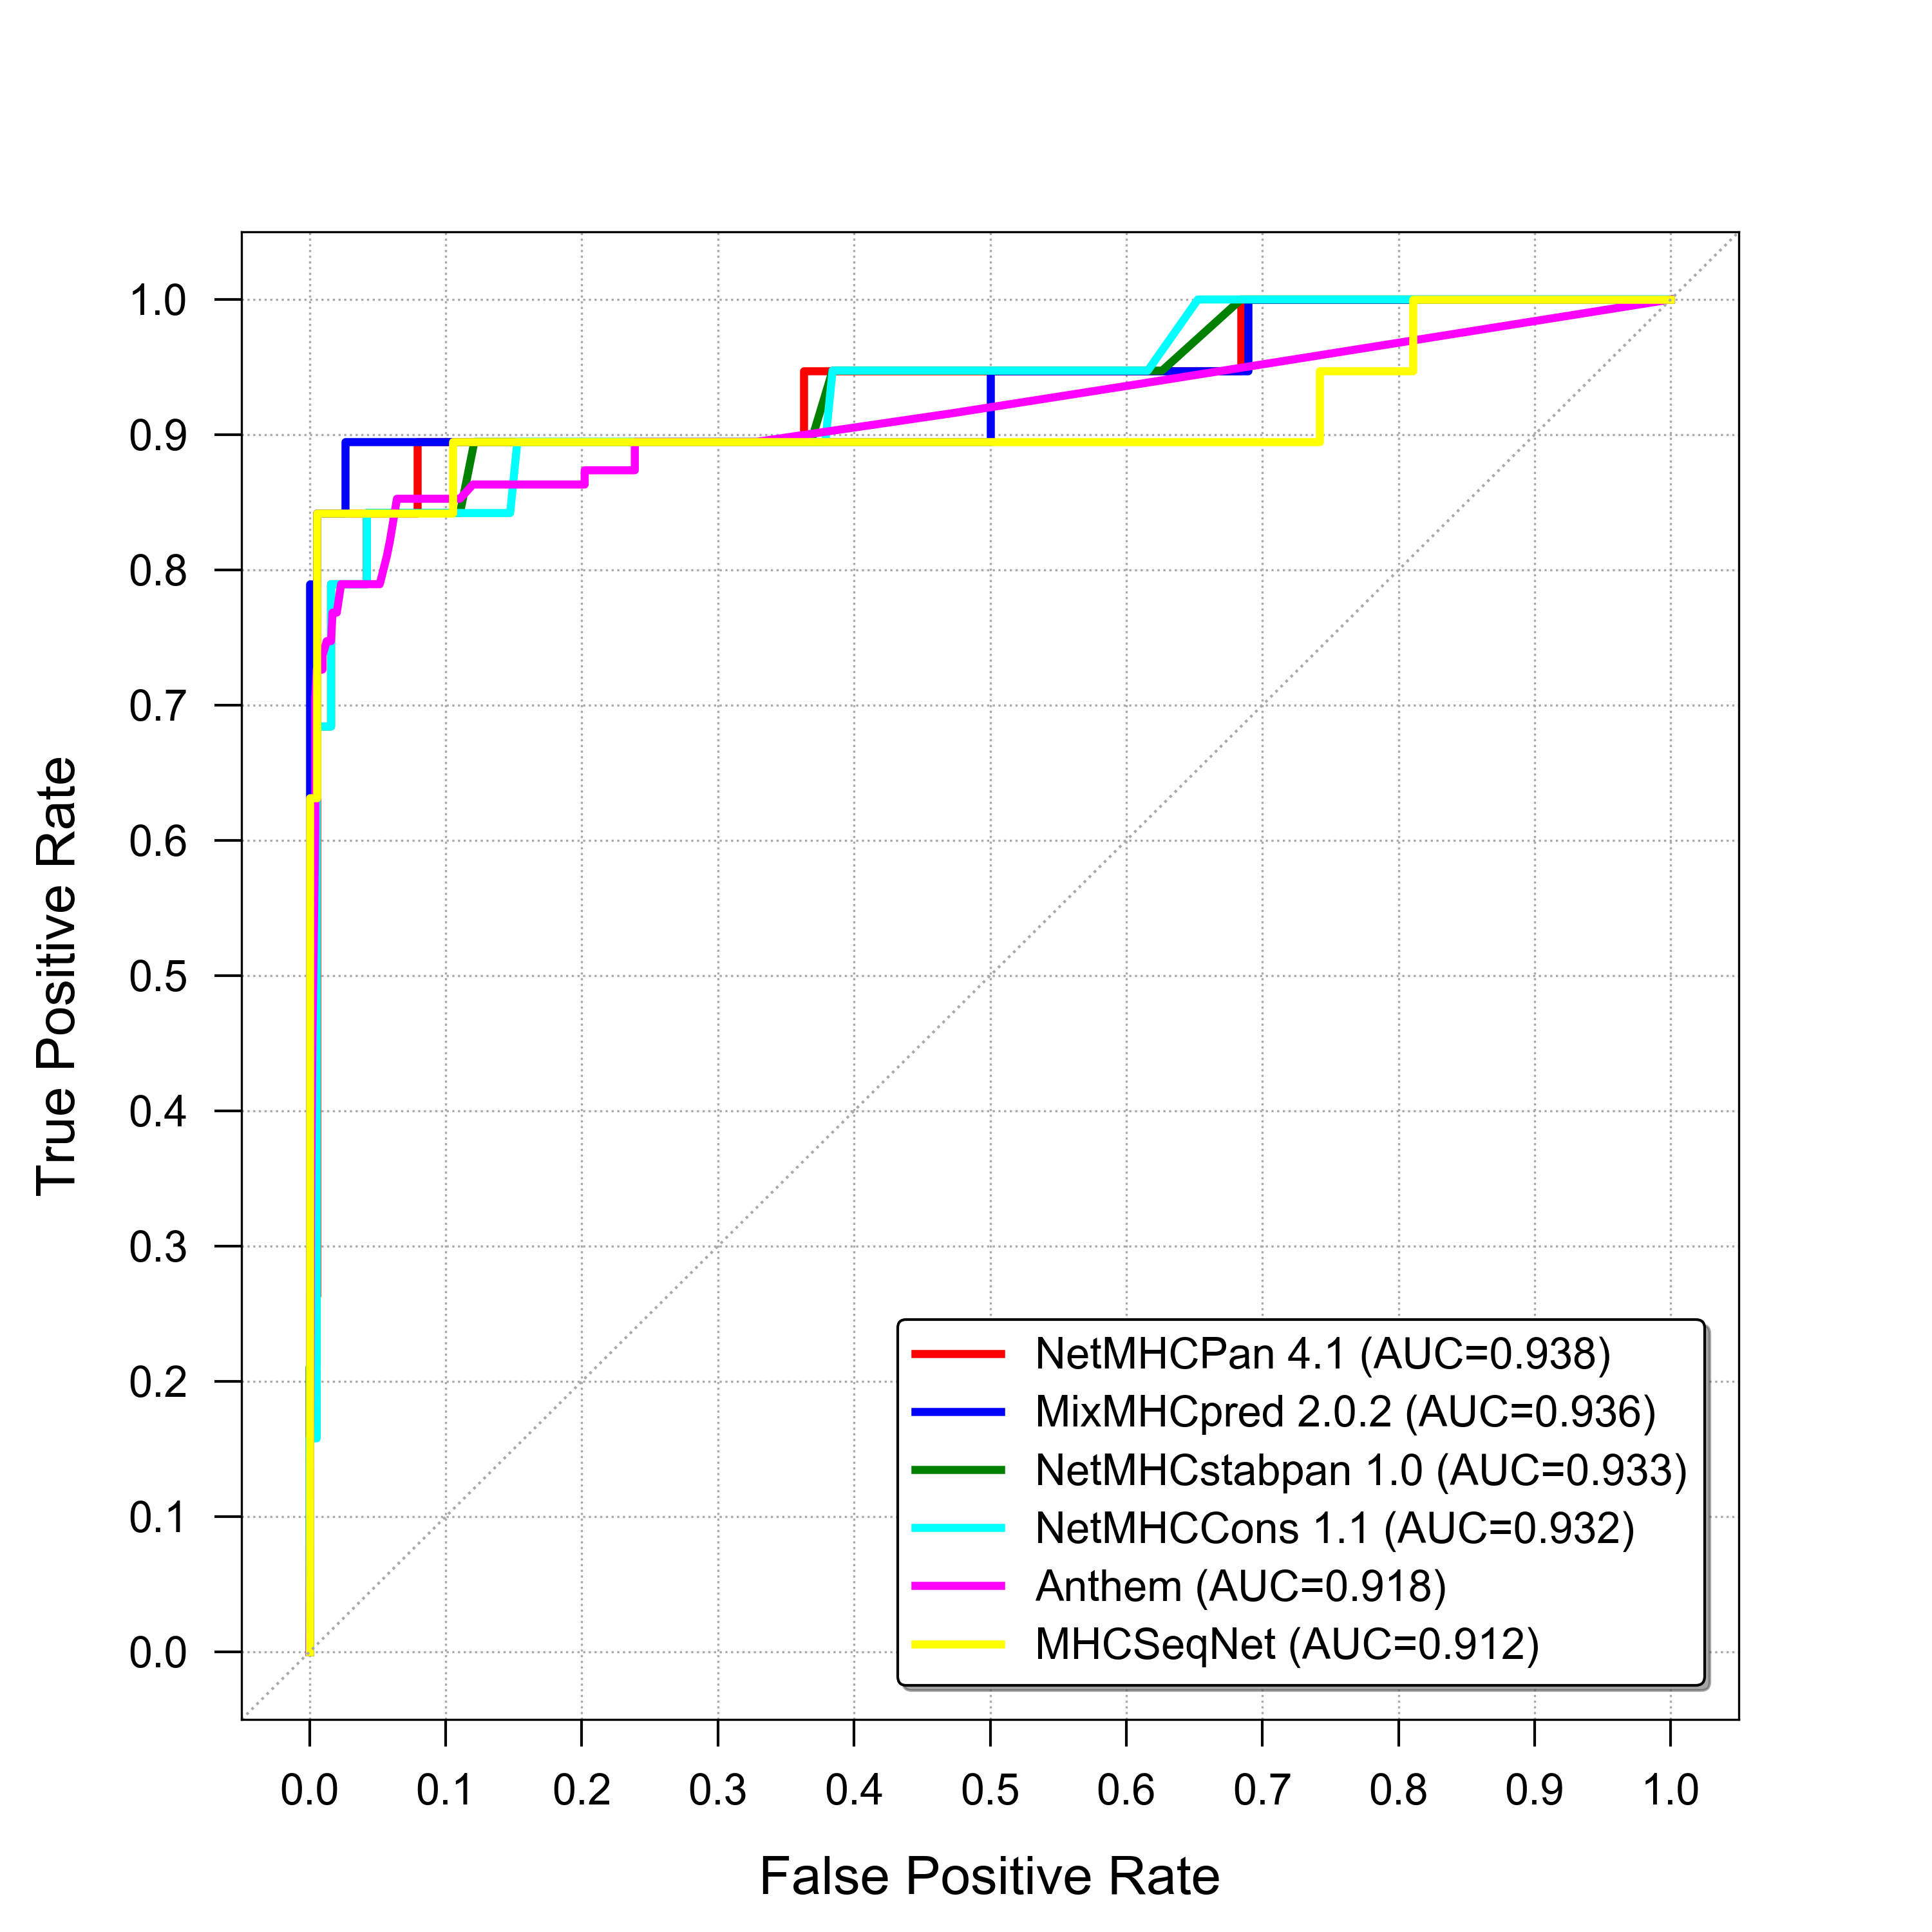 1.0
0.9
0.8
0.7
0.6
0.5
0.4
0.3
0.2
0.1
0.0
True Positive Rate
NetMHCPan 4.1 (AUC=0.938)
MixMHCpred 2.0.2 (AUC=0.936)
NetMHCstabpan 1.0 (AUC=0.933)
NetMHCCons 1.1 (AUC=0.932)
Anthem (AUC=0.918)
MHCSeqNet (AUC=0.912)
0.0 0.1 0.2 0.3 0.4 0.5 0.6 0.7 0.8 0.9 1.0
False Positive Rate